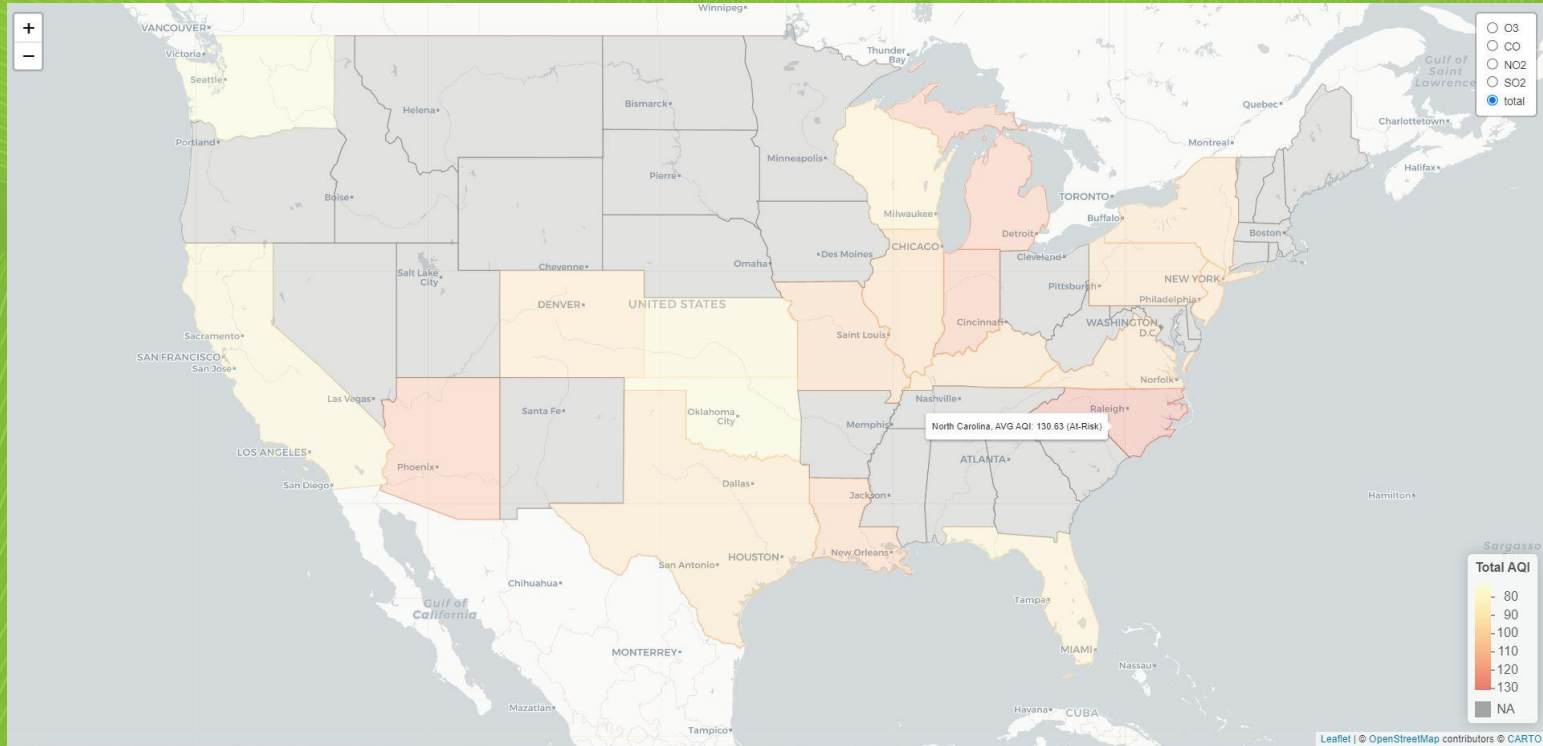 Winnipeg
+
−
VANCOUVER
Victoria
Seattle
Portland
Helena
Bismarck
Thunder
Bay
Gulf of
Saint
Lawrence
O3
CO
NO2
SO2
total
Quebec
Charlottetown
Montreal
Halifax
Minneapolis
Pierre
Boise
TORONTO
Buffalo
Milwaukee
Detroit
Boston
CHICAGO
Cleveland
Des Moines
Omaha
Cheyenne
Salt Lake
City
NEW YORK
Pittsburgh
Philadelphia
DENVER
UNITED STATES
Cincinnati
WASHINGTON
D.C.
Saint Louis
Sacramento
SAN FRANCISCO
San Jose
Norfolk
Las Vegas
Santa Fe
Nashville
Raleigh
Oklahoma
City
Memphis
North Carolina, AVG AQI: 130.63 (At-Risk)
LOS ANGELES
Phoenix
ATLANTA
San Diego
Dallas
Jackson
Hamilton
New Orleans
HOUSTON
San Antonio
Sargasso
Chihuahua
Gulf of
California
Tampa
MIAMI
MONTERREY
Nassau
Mazatlan
Havana
CUBA
Tampico
Total AQI
80
90
100
110
120
130
NA
Leaflet | © OpenStreetMap contributors © CARTO